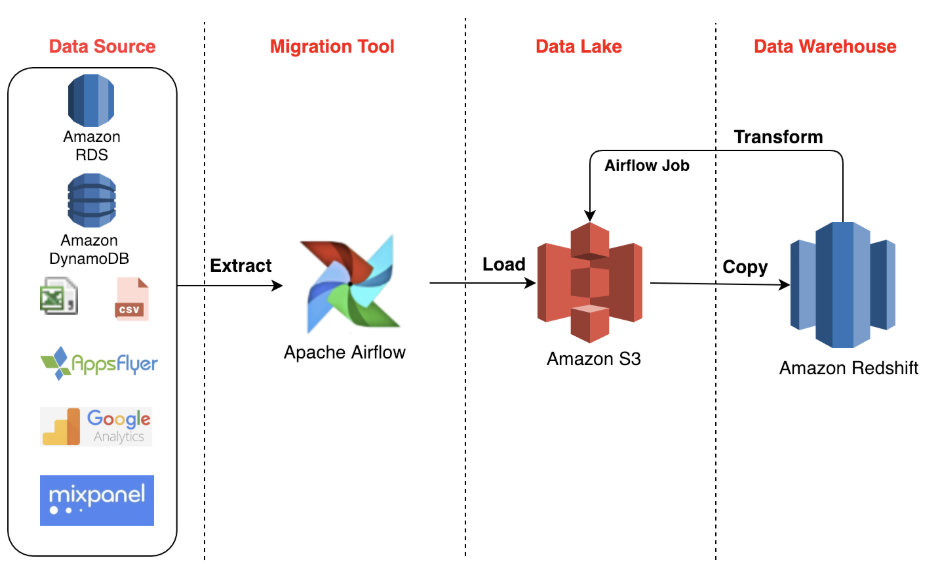 Data Source
Migration Tool
Data Lake
Data Warehouse
Amazon
RDS
Amazon
DynamoDB
X
CSV
AppsFlyer
Google
Analytics
mixpanel
Extract
Apache Airflow
Load
Amazon S3
Transform
Airflow Job
Copy
Amazon Redshift